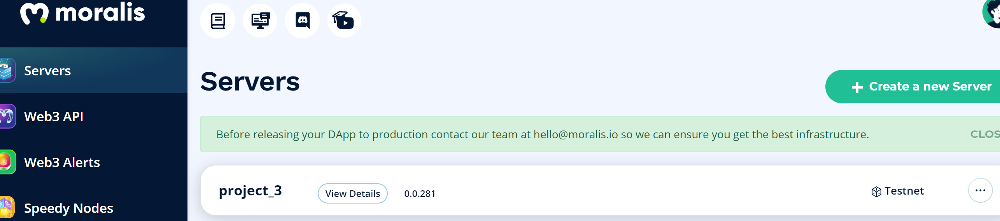 moralis
Servers
Web3 API
Web3 Alerts
Speedy Nodes
Servers
+ Create a new Server
Before releasing your DApp to production contact our team at hello@moralis.io so we can ensure you get the best infrastructure.
CLOS
project_3
View Details
0.0.281
Testnet
...